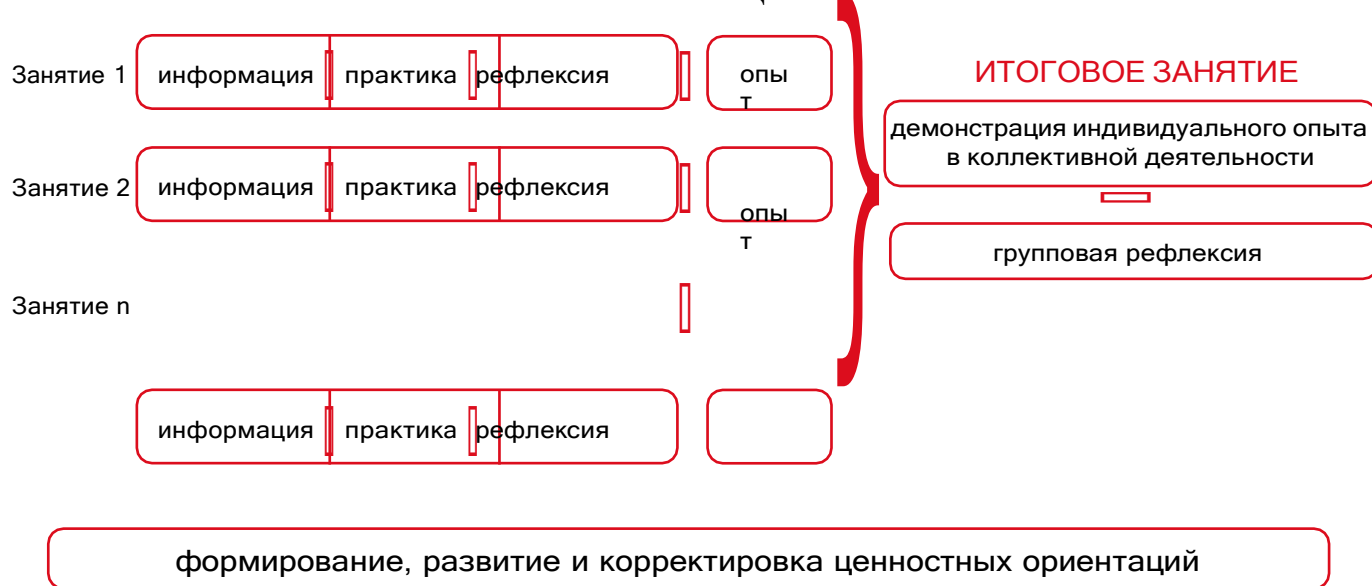 Занятие 1
информация практика рефлексия
опы
т
Занятие 2
информация практика рефлексия
опы
т
Занятие n
информация практика рефлексия
ИТОГОВОЕ ЗАНЯТИЕ
демонстрация индивидуального опыта
в коллективной деятельности
групповая рефлексия
формирование, развитие и корректировка ценностных ориентаций